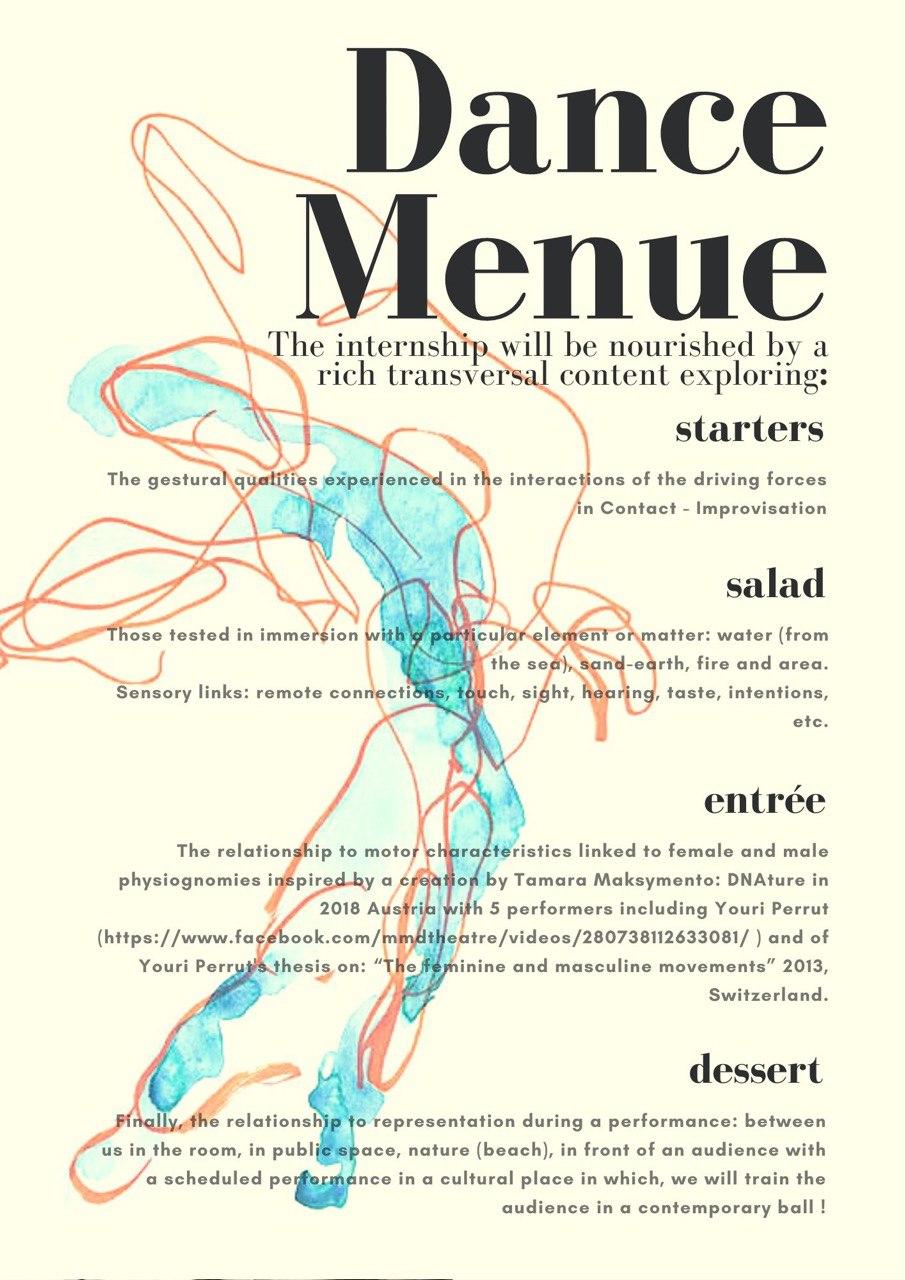 Dance
Menue
The internship will be nourished by a
rich transversal content exploring:
starters
The gestural qualities experienced in the interactions of the driving forces
in Contact - Improvisation
salad
Those tested in immersion with a particular element or matter: water (from
the sea), sand-earth, fire and area.
Sensory links: remote connections, touch, sight, hearing, taste, intentions,
etc.
entrée
The relationship to motor characteristics linked to female and male
physiognomies inspired by a creation by Tamara Maksymento: DNAture in
2018 Austria with 5 performers including Youri Perrut
(https://www.facebook.com/mmdtheatre/videos/280738112633081/ ) and of
Youri Perrut's thesis on: “The feminine and masculine movements” 2013,
Switzerland.
dessert
Finally, the relationship to representation during a performance: between
us in the room, in public space, nature (beach), in front of an audience with
a scheduled performance in a cultural place in which, we will train the
audience in a contemporary ball !